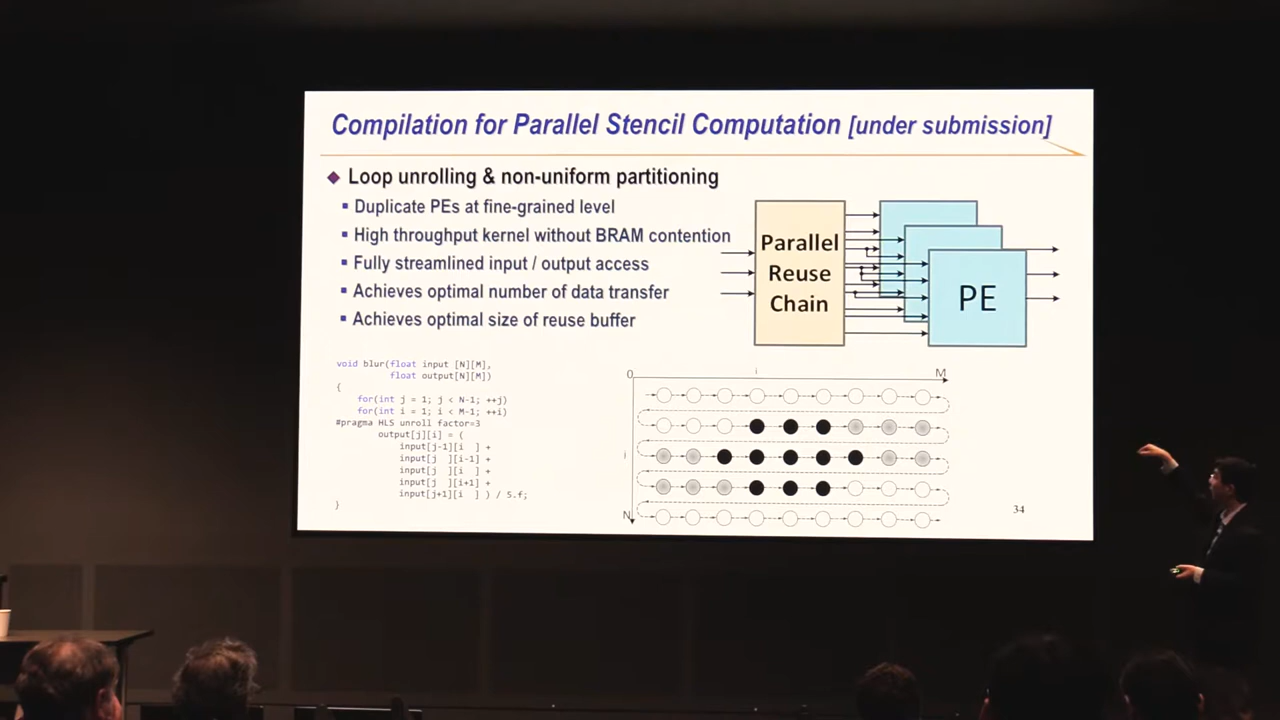 Compilation for Parallel Stencil Computation [under submission]
Loop unrolling & non-uniform partitioning
Duplicate PEs at fine-grained level
High throughput kernel without BRAM contention
Fully streamlined input / output access
Achieves optimal number of data transfer
Achieves optimal size of reuse buffer
Parallel
Reuse
Chain
PE
void blur(float input [N][M],
float output[N][M])
{
for(int j = 1; j < N-1; ++j)
for(int i = 1; i < M-1; ++i)
#pragma HLS unroll factor=3
output[j][i] = (
input[j-1][i  ] +
input[j  ][i-1] +
input[j  ][i  ] +
input[j  ][i+1] +
input[j+1][i  ] ) / 5.f;
}
0
i
M
i
N
34